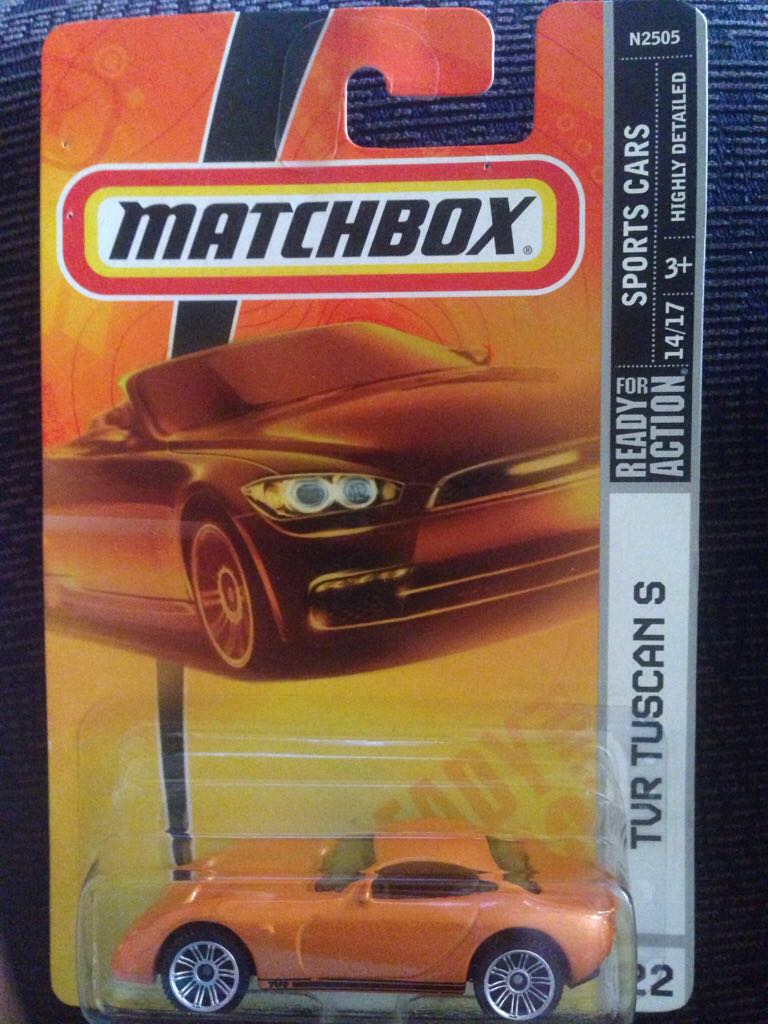 N2505
MATCHBOX®
SPORTS CARS
HIGHLY DETAILED
3+
14/17
READY FOR ACTION®
TVR TUSCAN S
22